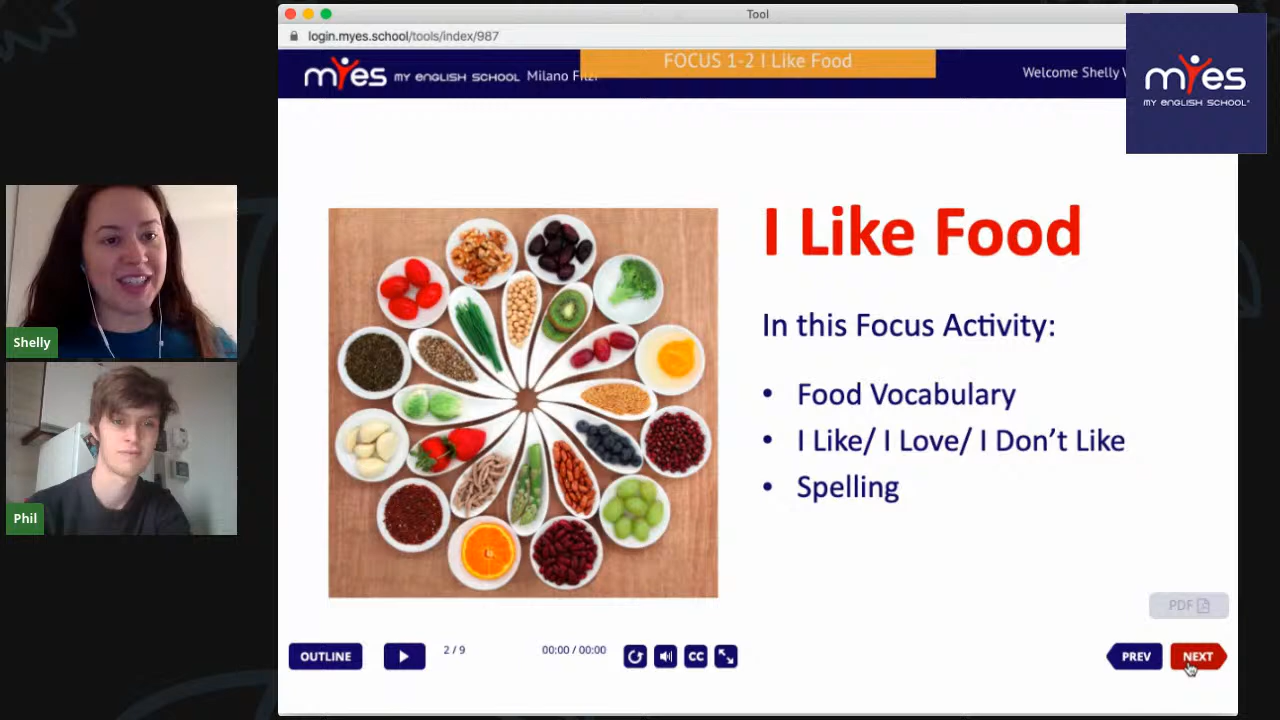 Tool
login.myes.school/tools/index/987
FOCUS 1-2 I Like Food
myes MY ENGLISH SCHOOL Milano
Welcome Shelly
myes
MY ENGLISH SCHOOL
I Like Food
In this Focus Activity:
• Food Vocabulary
• I Like/ I Love/ I Don't Like
• Spelling
Shelly
Phil
PDF
OUTLINE
2 / 9
00:00 / 00:00
CC
PREV
NEXT